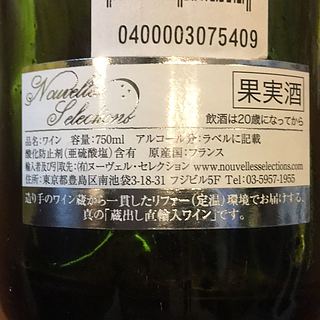 0400003075409
Nouvelles
Selections
果実酒
飲酒は20歳になってから
品名:ワイン 容量:750ml アルコール分:ラベルに記載
酸化防止剤(亜硫酸塩)含有 原産国:フランス
輸入者及び引取先:(有)ヌーヴェル・セレクション www.nouvellesselections.com
住所:東京都豊島区南池袋3-18-31 フジビル5F Tel:03-5957-1955
造り手のワイン蔵から一貫したリファー(定温)環境でお届けする、
真の「蔵出し直輸入ワイン」です。